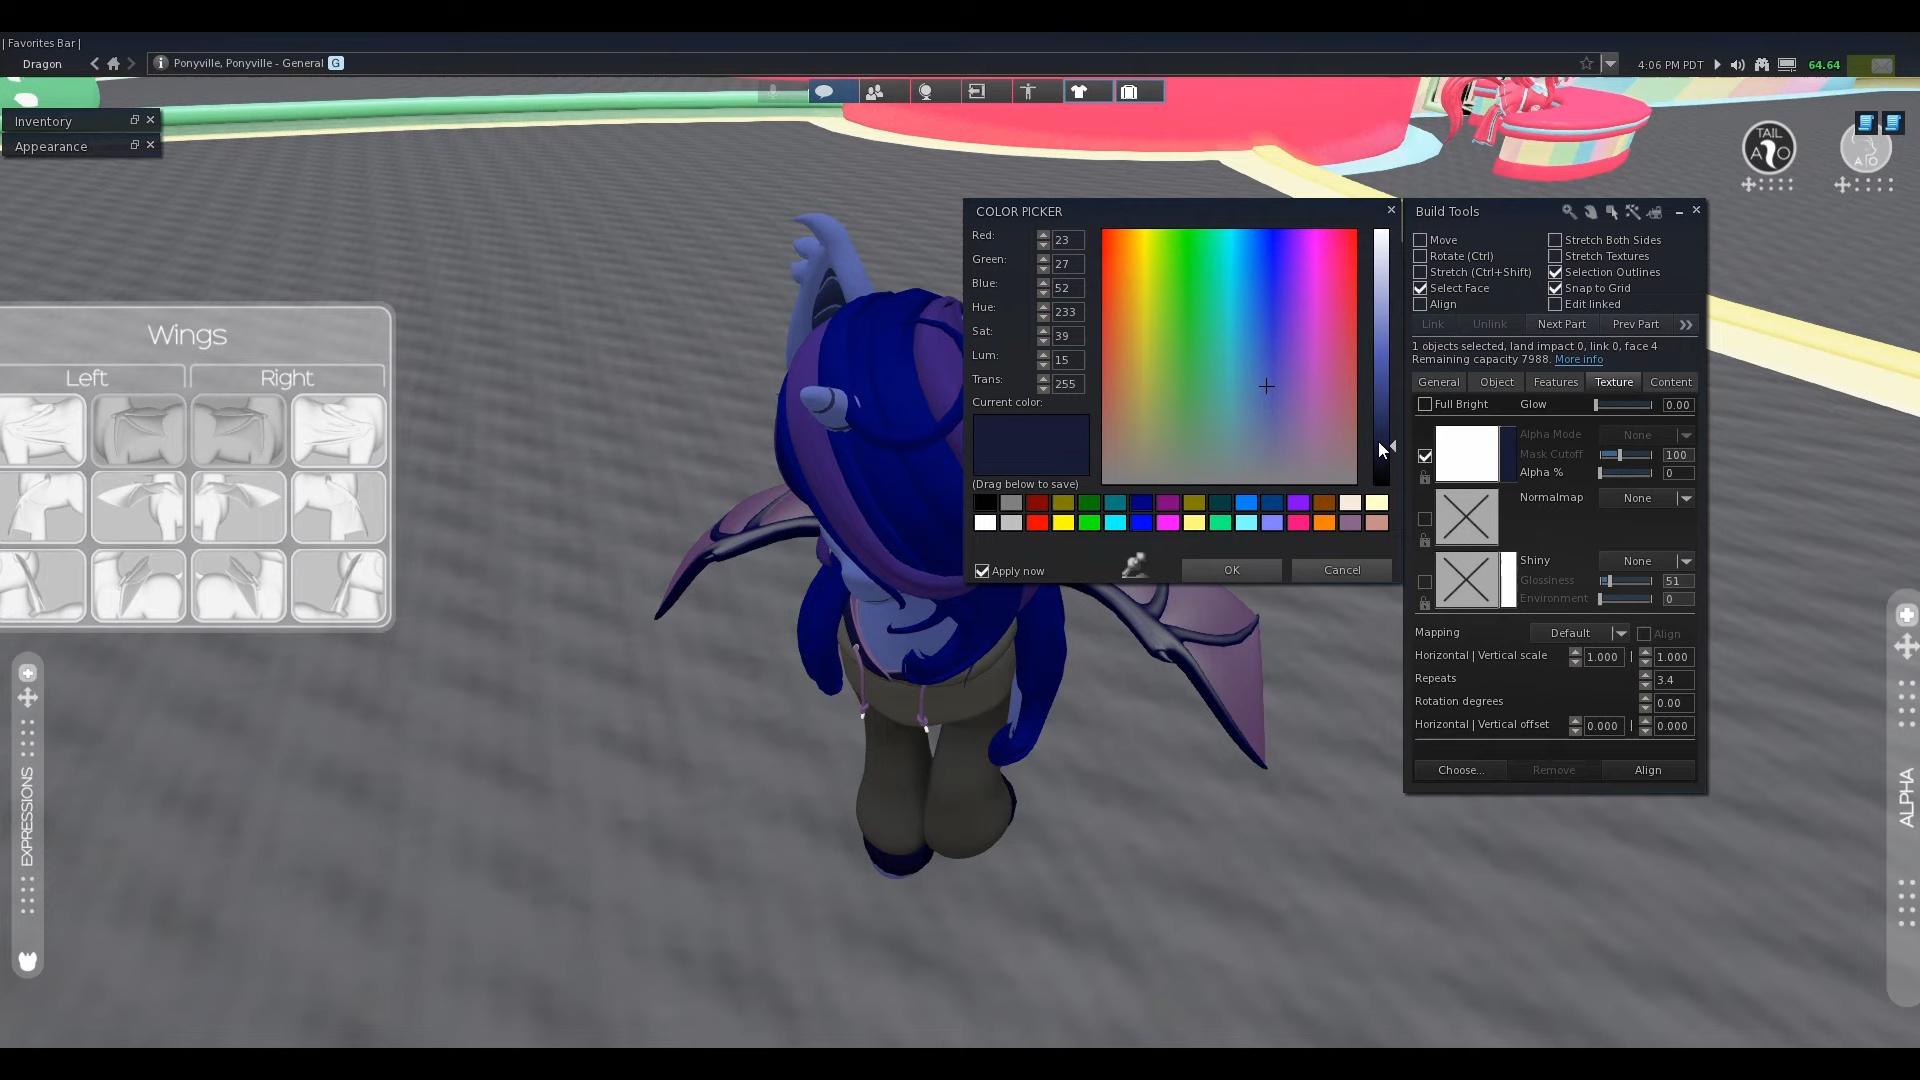 | Favorites Bar |
Dragon
Ponyville, Ponyville - General G
4:06 PM PDT
64.64
Inventory
Appearance
TAIL
AO
AO
Wings
Left
Right
EXPRESSIONS
ALPHA
COLOR PICKER
Red: 23
Green: 27
Blue: 52
Hue: 233
Sat: 39
Lum: 15
Trans: 255
Current color:
(Drag below to save)
Apply now
OK
Cancel
Build Tools
Move
Stretch Both Sides
Rotate (Ctrl)
Stretch Textures
Stretch (Ctrl+Shift)
Selection Outlines
Select Face
Snap to Grid
Align
Edit linked
Link Unlink Next Part Prev Part
1 objects selected, land impact 0, link 0, face 4
Remaining capacity 7988. More info
General Object Features Texture Content
Full Bright Glow 0.00
Alpha Mode None
Mask Cutoff 100
Alpha % 0
Normalmap None
Shiny None
Glossiness 51
Environment 0
Mapping Default Align
Horizontal | Vertical scale 1.000 | 1.000
Repeats 3.4
Rotation degrees 0.00
Horizontal | Vertical offset 0.000 | 0.000
Choose... Remove Align